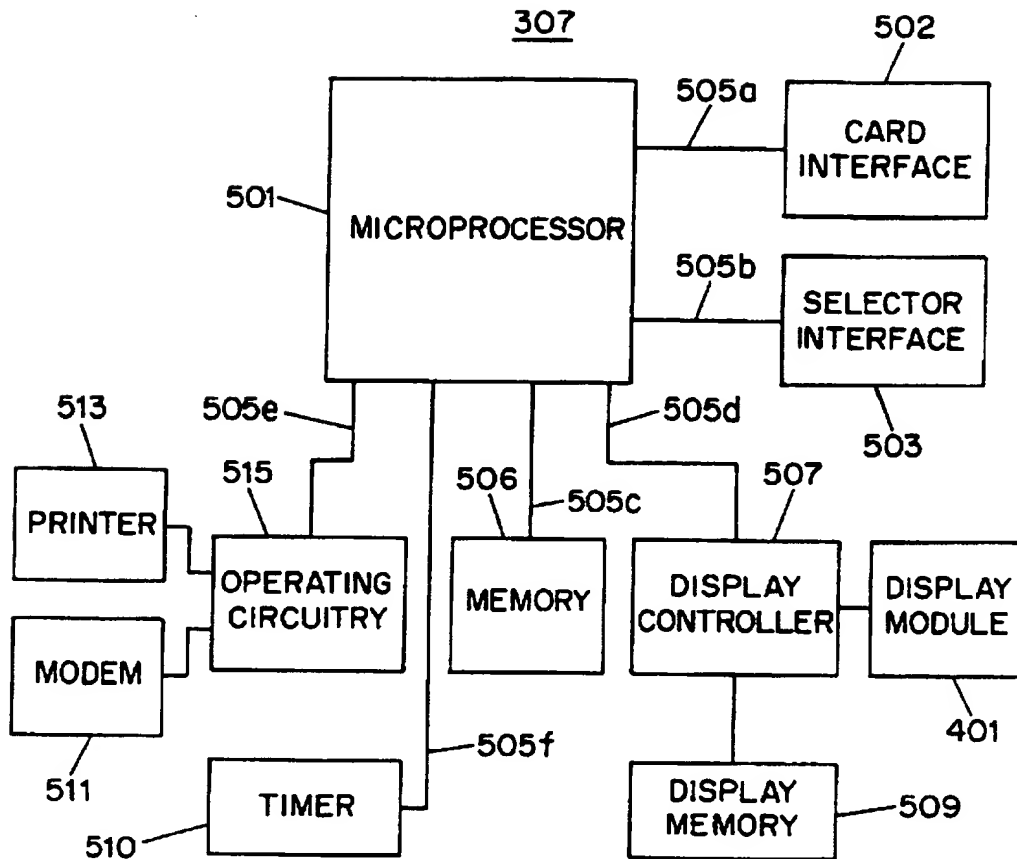 307
502
505a
CARD
INTERFACE
501
MICROPROCESSOR
505b
SELECTOR
INTERFACE
503
505e
505d
513
515
506
505c
507
PRINTER
OPERATING
CIRCUITRY
MEMORY
DISPLAY
CONTROLLER
DISPLAY
MODULE
MODEM
401
511
505f
TIMER
510
DISPLAY
MEMORY
509